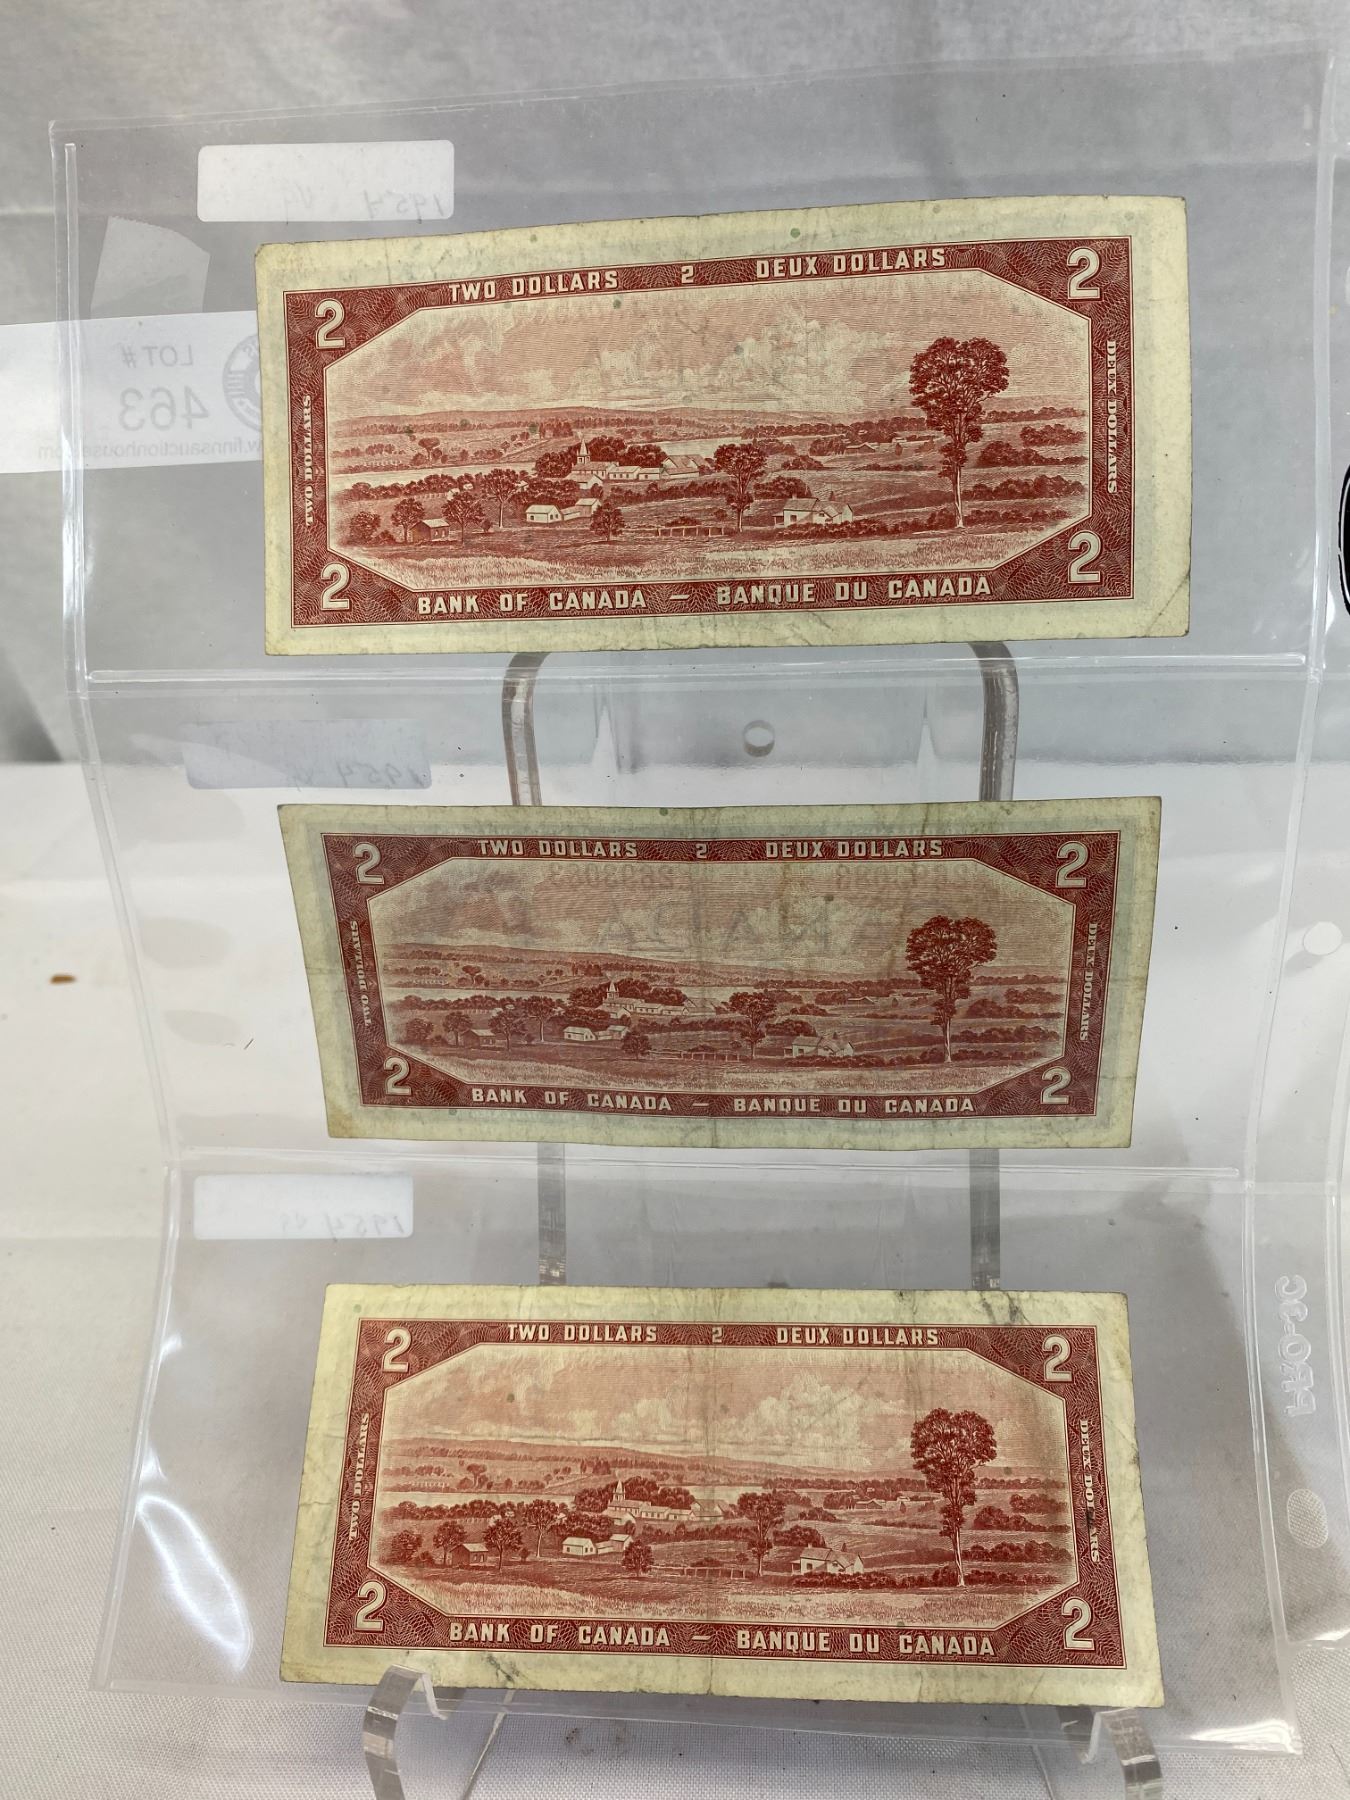 1954 VG
TWO DOLLARS 2 DEUX DOLLARS
2 2
TWO DOLLARS
DEUX DOLLARS
2 2
BANK OF CANADA — BANQUE DU CANADA
LOT #
463
w.finnsauctionhouse.com
1954
TWO DOLLARS 2 DEUX DOLLARS
2 2
TWO DOLLARS
DEUX DOLLARS
2 2
BANK OF CANADA — BANQUE DU CANADA
1954
TWO DOLLARS 2 DEUX DOLLARS
2 2
TWO DOLLARS
DEUX DOLLARS
2 2
BANK OF CANADA — BANQUE DU CANADA